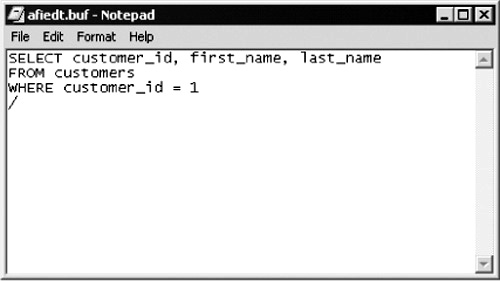 afiedt.buf - Notepad
File Edit Format Help
SELECT customer_id, first_name, last_name
FROM customers
WHERE customer_id = 1
/